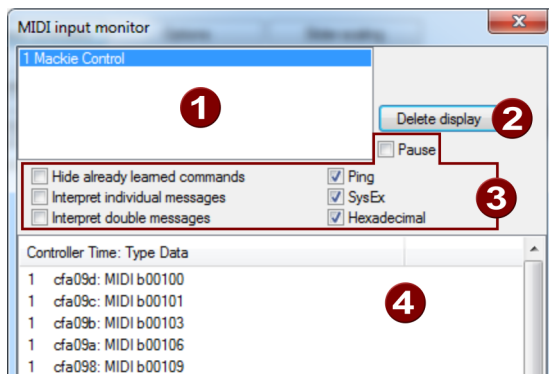 MIDI input monitor
1 Mackie Control
1
Delete display
2
Pause
Hide already learned commands
Ping
Interpret individual messages
SysEx
3
Interpret double messages
Hexadecimal
Controller Time: Type Data
1 cfa09d: MIDI b00100
1 cfa09c: MIDI b00101
4
1 cfa09b: MIDI b00103
1 cfa09a: MIDI b00106
1 cfa098: MIDI b00109